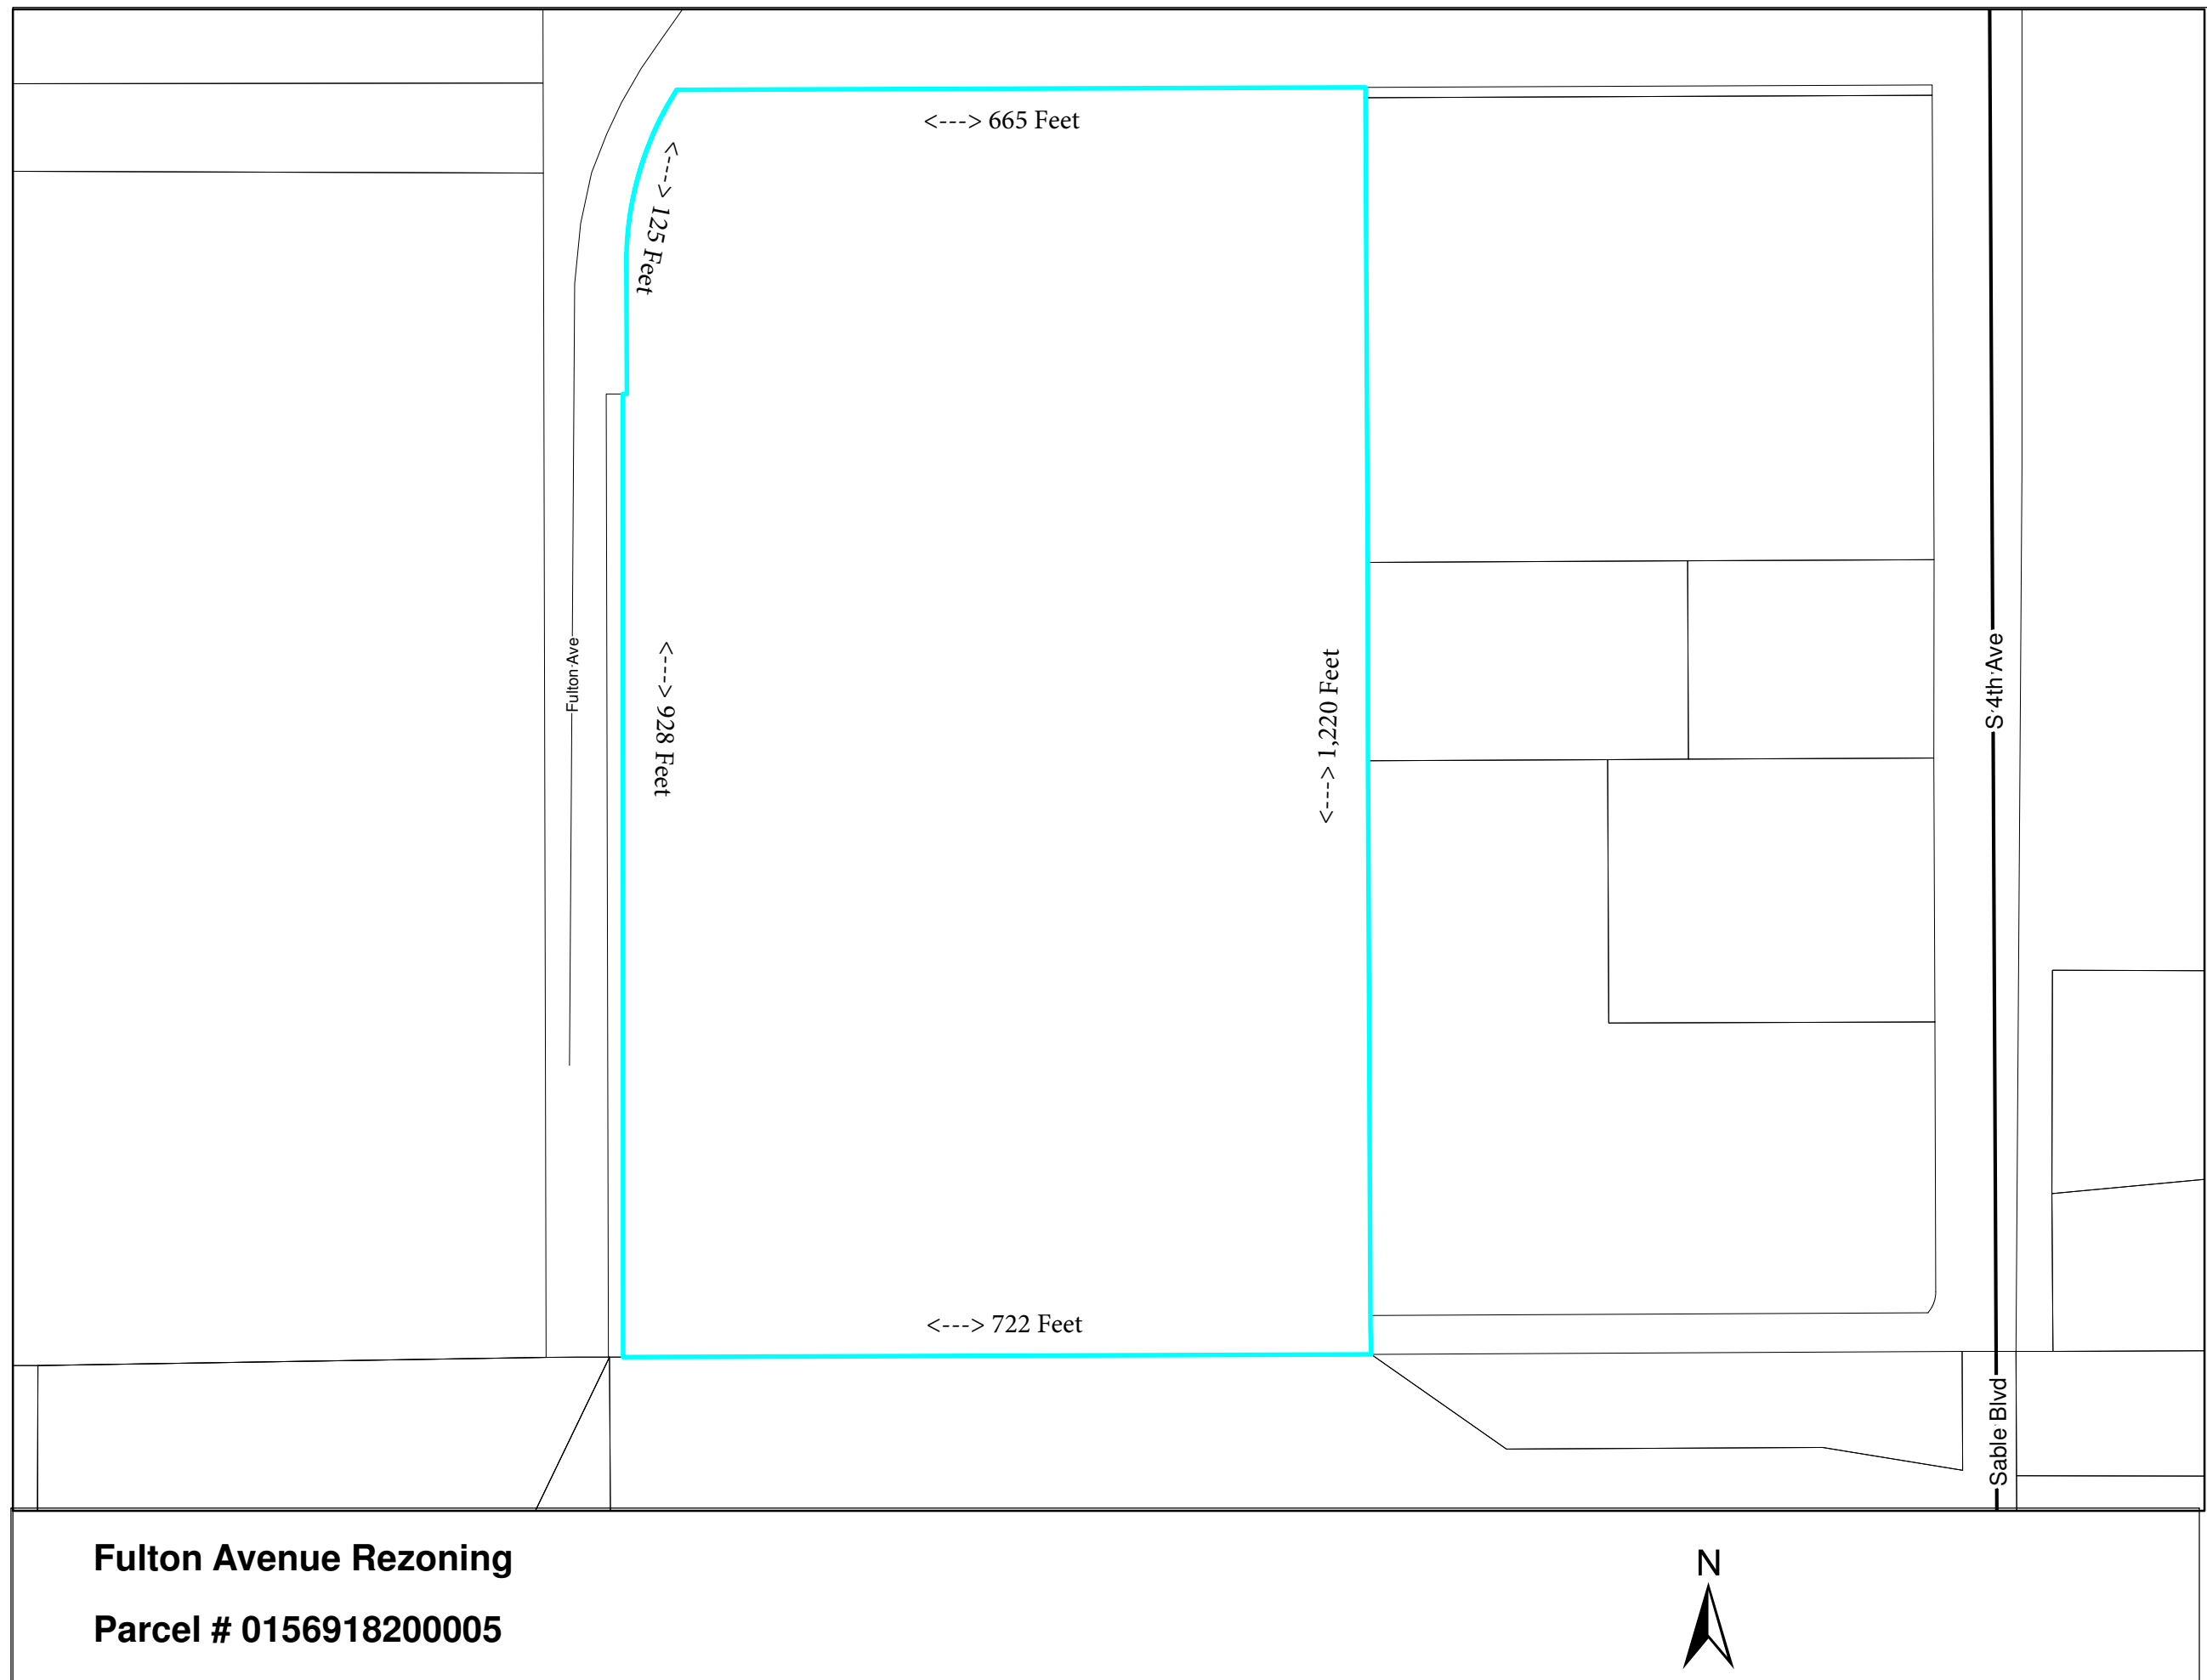 <---> 665 Feet
<---> 125 Feet
Fulton Ave
<---> 928 Feet
<---> 1,220 Feet
S 4th Ave
<---> 722 Feet
Sable Blvd
Fulton Avenue Rezoning
N
Parcel # 0156918200005